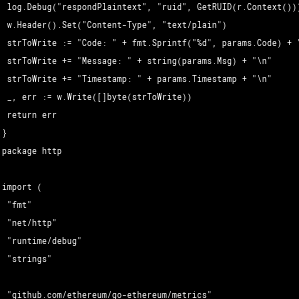 log.Debug("respondPlaintext", "ruid", GetRUID(r.Context()))
w.Header().Set("Content-Type", "text/plain")
strToWrite := "Code: " + fmt.Sprintf("%d", params.Code) + "
strToWrite += "Message: " + string(params.Msg) + "\n"
strToWrite += "Timestamp: " + params.Timestamp + "\n"
_, err := w.Write([]byte(strToWrite))
return err
}
package http
import (
"fmt"
"net/http"
"runtime/debug"
"strings"
"github.com/ethereum/go-ethereum/metrics"